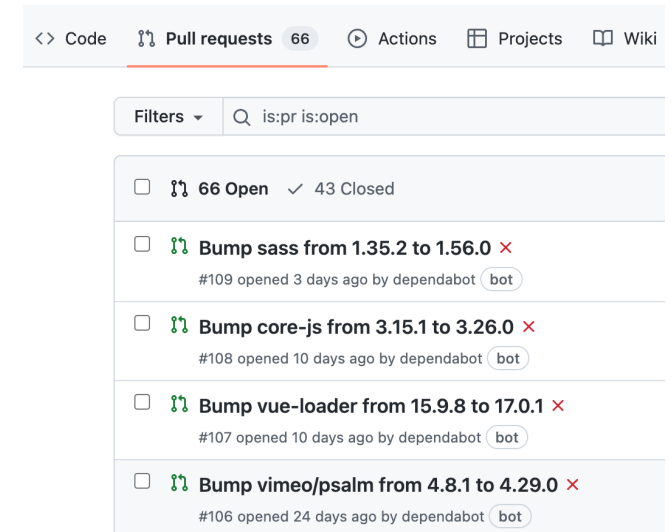 Code Pull requests 66 Actions Projects Wiki
Filters is:pr is:open
66 Open 43 Closed
Bump sass from 1.35.2 to 1.56.0
#109 opened 3 days ago by dependabot bot
Bump core-js from 3.15.1 to 3.26.0
#108 opened 10 days ago by dependabot bot
Bump vue-loader from 15.9.8 to 17.0.1
#107 opened 10 days ago by dependabot bot
Bump vimeo/psalm from 4.8.1 to 4.29.0
#106 opened 24 days ago by dependabot bot